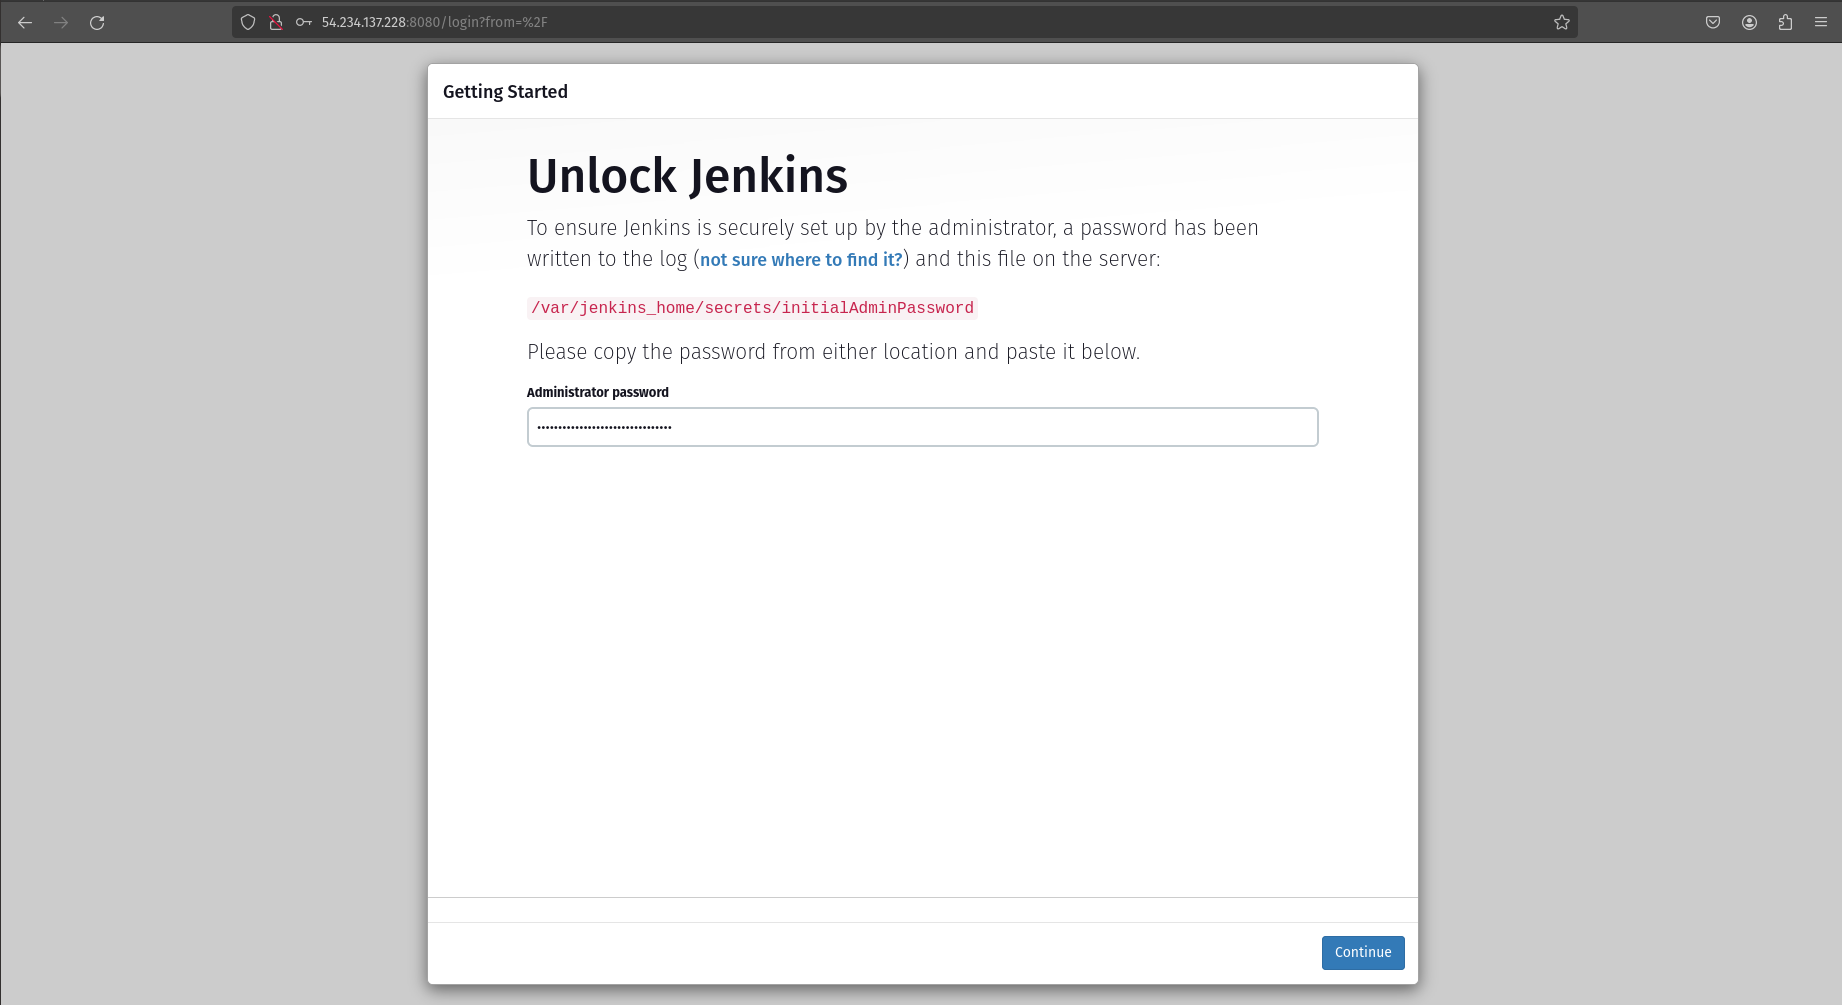 54.234.137.228:8080/login?from=%2F
Getting Started
Unlock Jenkins
To ensure Jenkins is securely set up by the administrator, a password has been
written to the log (not sure where to find it?) and this file on the server:
/var/jenkins_home/secrets/initialAdminPassword
Please copy the password from either location and paste it below.
Administrator password
••••••••••••••••••••••••••••••••
Continue